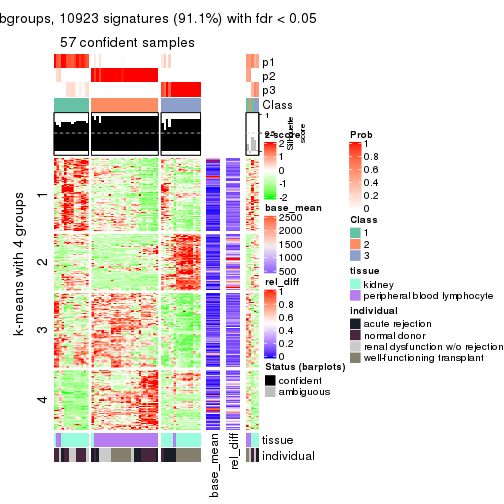 bgroups, 10923 signatures (91.1%) with fdr < 0.05
57 confident samples
p1
p2
p3
Class
1
0
Silhouette
score
k-means with 4 groups
1
2
3
4
z-score
2
1
0
-1
-2
base_mean
2500
2000
1500
1000
500
rel_diff
1
0.8
0.6
0.4
0.2
0
Status (barplots)
confident
ambiguous
Prob
1
0.8
0.6
0.4
0.2
0
Class
1
2
3
tissue
kidney
peripheral blood lymphocyte
individual
acute rejection
normal donor
renal dysfunction w/o rejection
well-functioning transplant
tissue
individual
base_mean
rel_diff